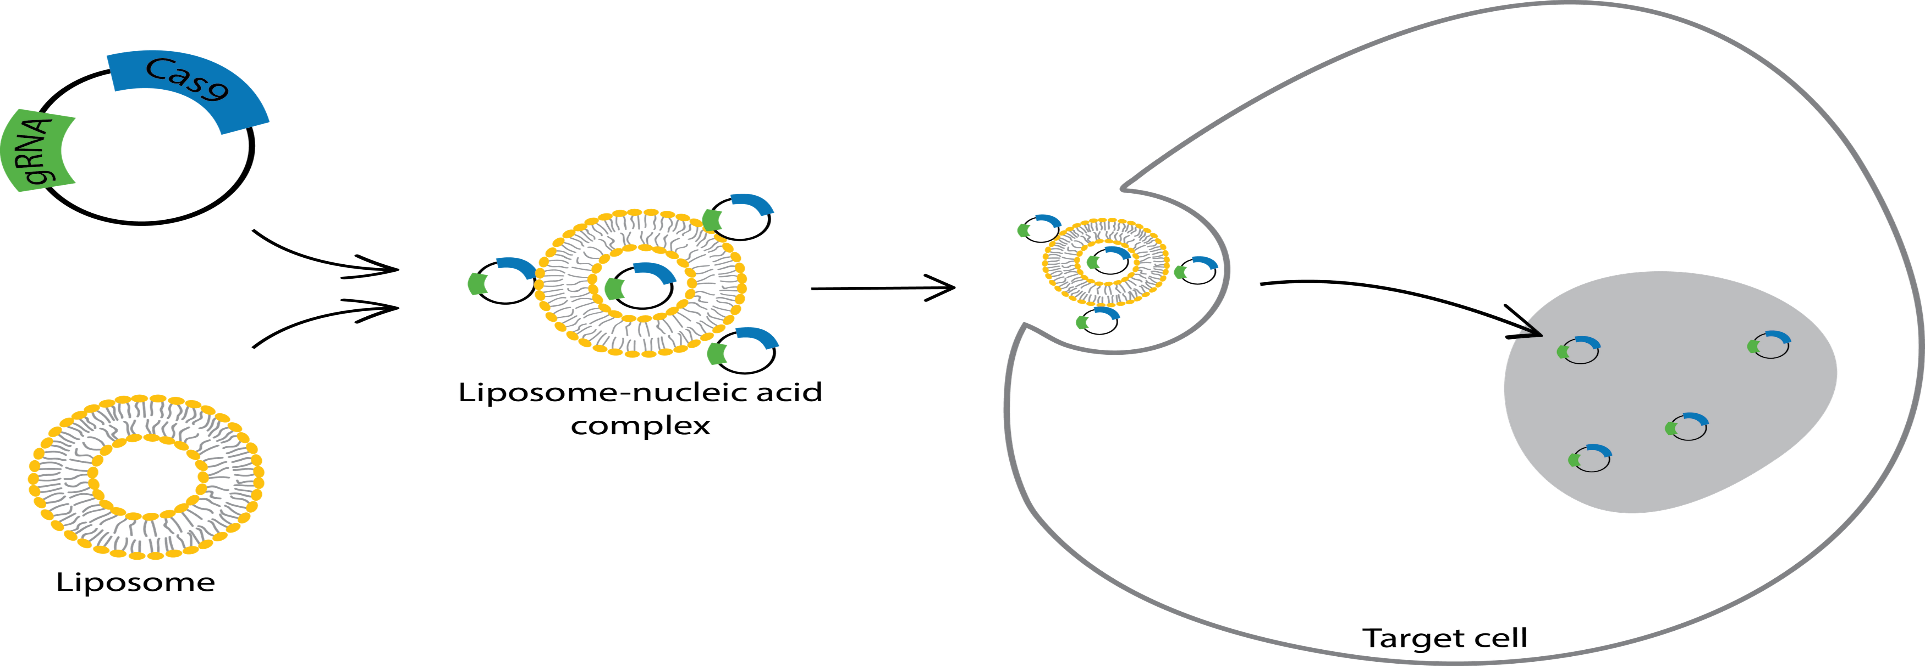 Cas9
gRNA
Liposome-nucleic acid
complex
Liposome
Target cell